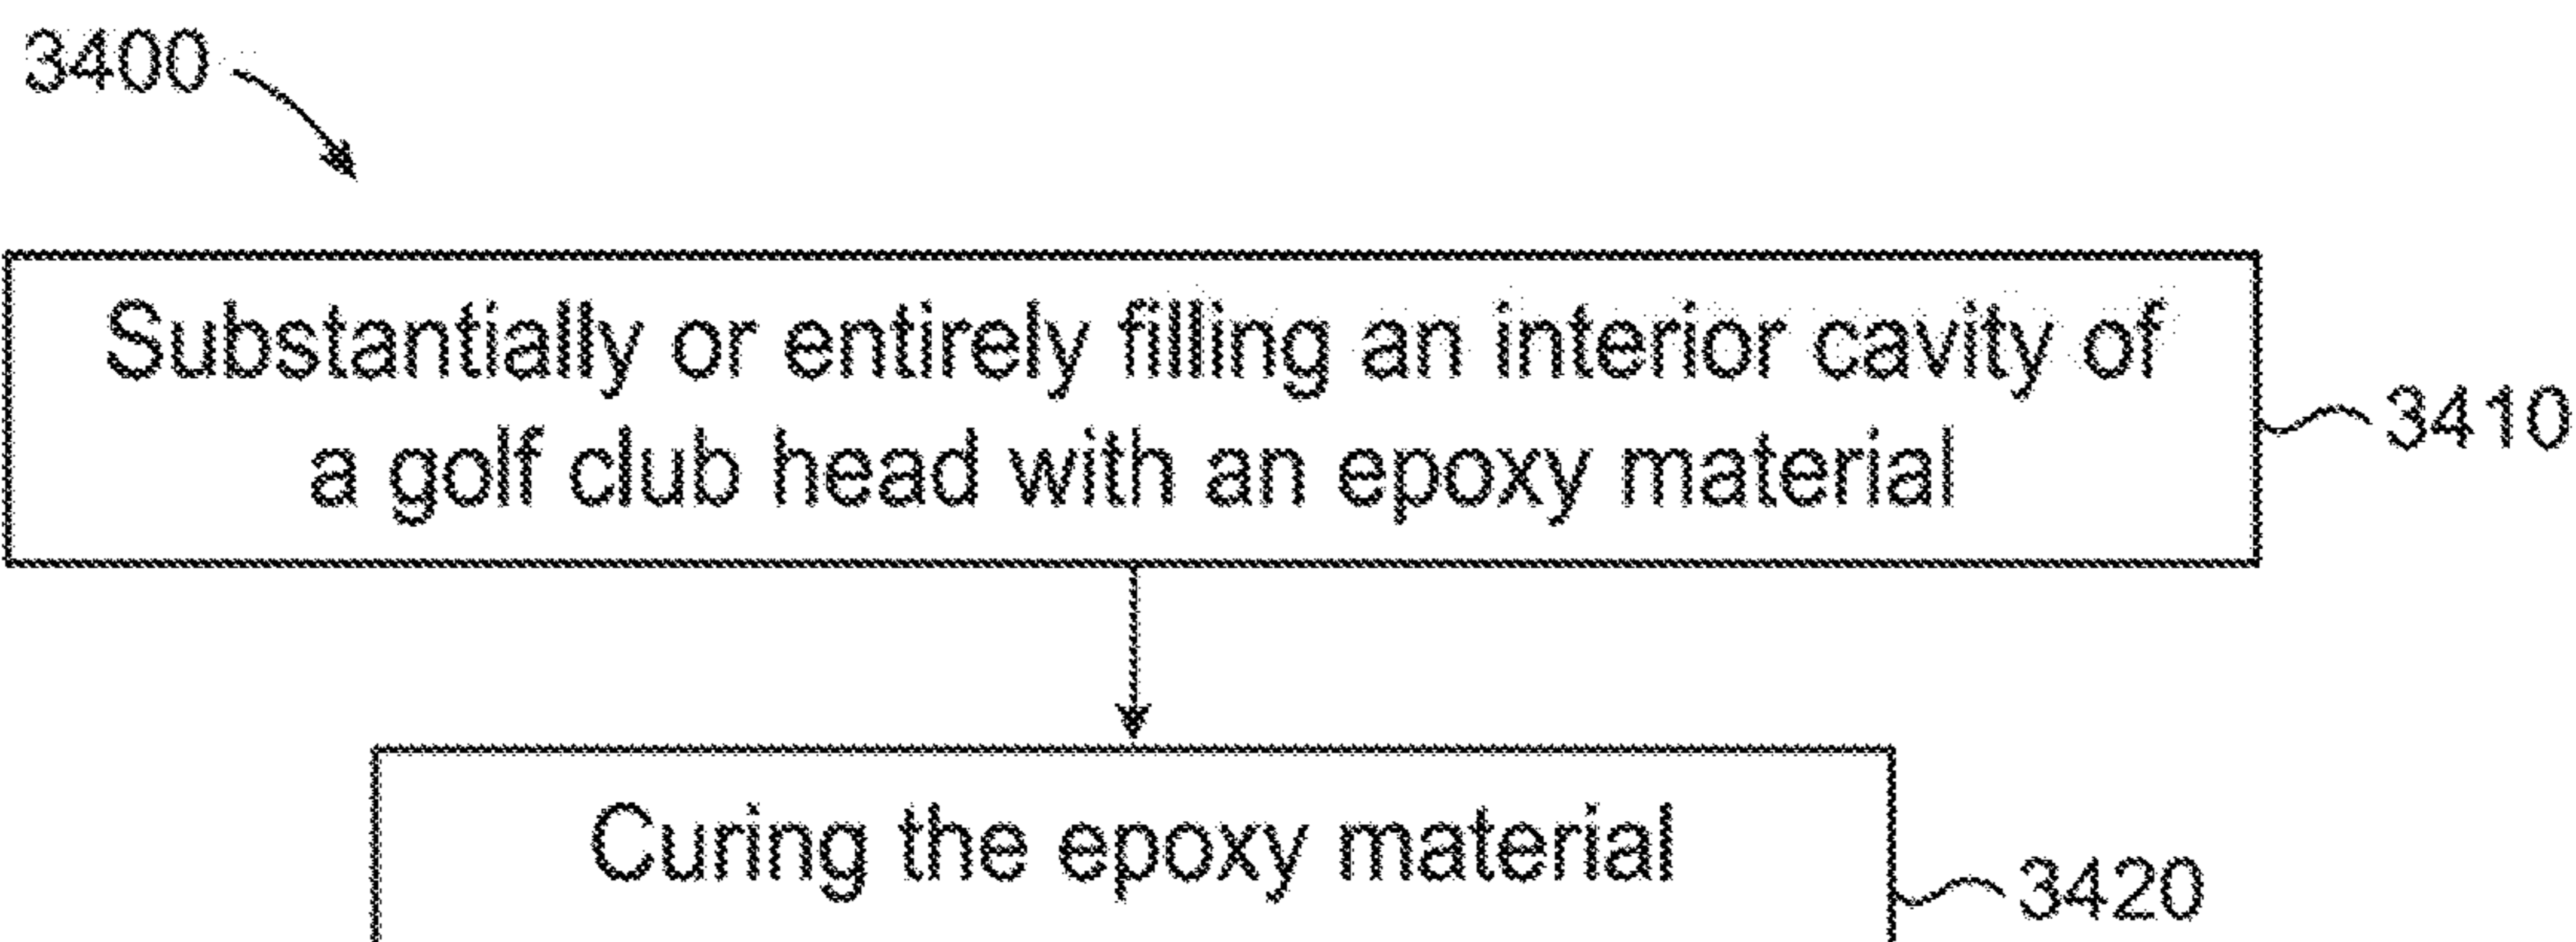 3400
Substantially or entirely filling an interior cavity of
a golf club head with an epoxy material
3410
Curing the epoxy material
3420